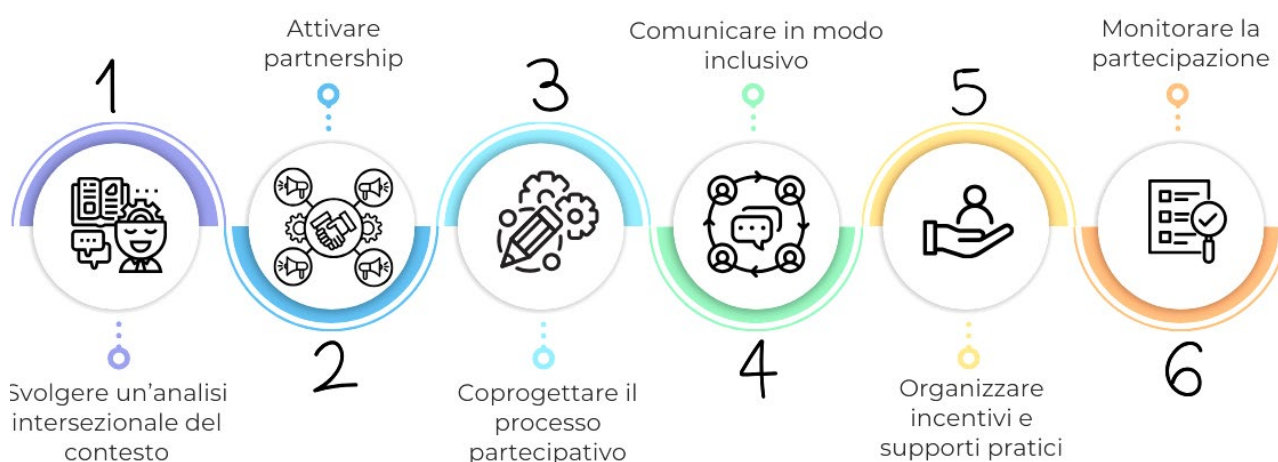 1
Svolgere un'analisi
intersezionale del
contesto
Attivare
partnership
2
3
Coprogettare il
processo
partecipativo
Comunicare in modo
inclusivo
4
5
Organizzare
incentivi e
supporti pratici
Monitorare la
partecipazione
6